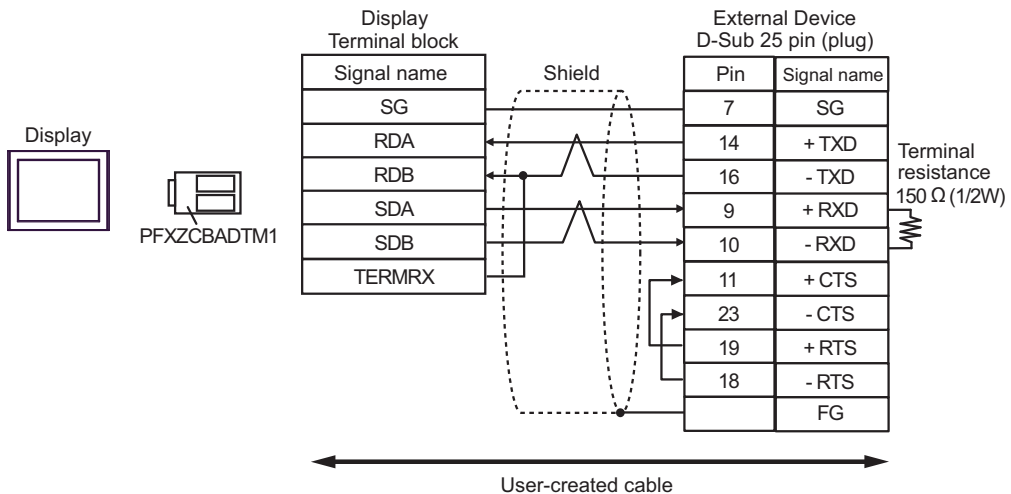 Display
Terminal block
External Device
D-Sub 25 pin (plug)
Signal name
Shield
Pin
Signal name
SG
7
SG
Display
RDA
14
+ TXD
Terminal
resistance
150 Ω (1/2W)
RDB
16
- TXD
SDA
9
+ RXD
PFXZCBADTM1
SDB
10
- RXD
TERMRX
11
+ CTS
23
- CTS
19
+ RTS
18
- RTS
FG
User-created cable